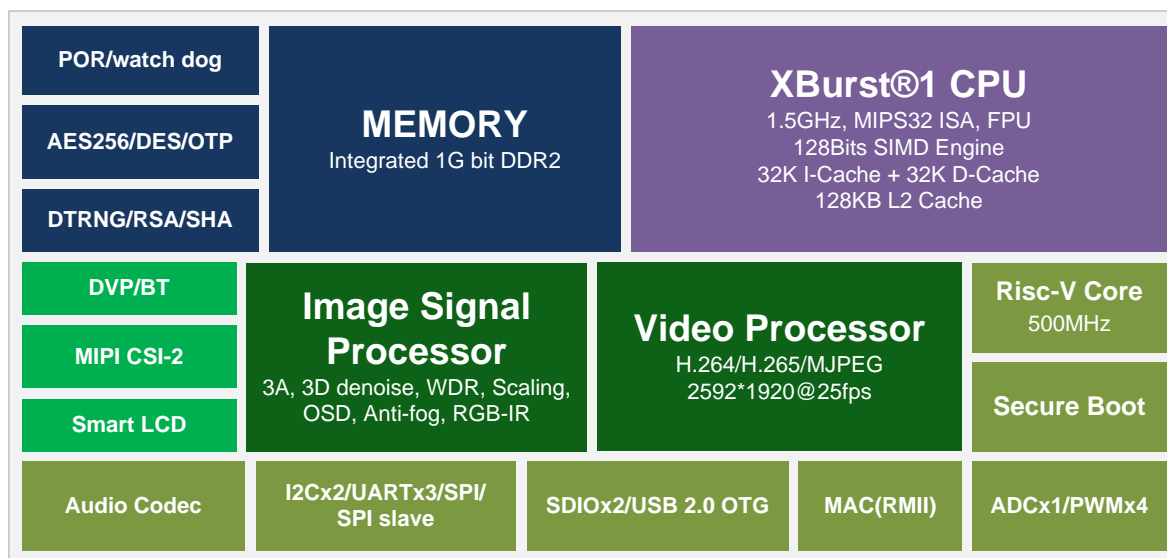 POR/watch dog
AES256/DES/OTP
DTRNG/RSA/SHA
MEMORY
Integrated 1G bit DDR2
XBurst®1 CPU
1.5GHz, MIPS32 ISA, FPU
128Bits SIMD Engine
32K I-Cache + 32K D-Cache
128KB L2 Cache
DVP/BT
MIPI CSI-2
Smart LCD
Image Signal
Processor
3A, 3D denoise, WDR, Scaling,
OSD, Anti-fog, RGB-IR
Video Processor
H.264/H.265/MJPEG
2592*1920@25fps
Risc-V Core
500MHz
Secure Boot
Audio Codec
I2Cx2/UARTx3/SPI/
SPI slave
SDIOx2/USB 2.0 OTG
MAC(RMII)
ADCx1/PWMx4